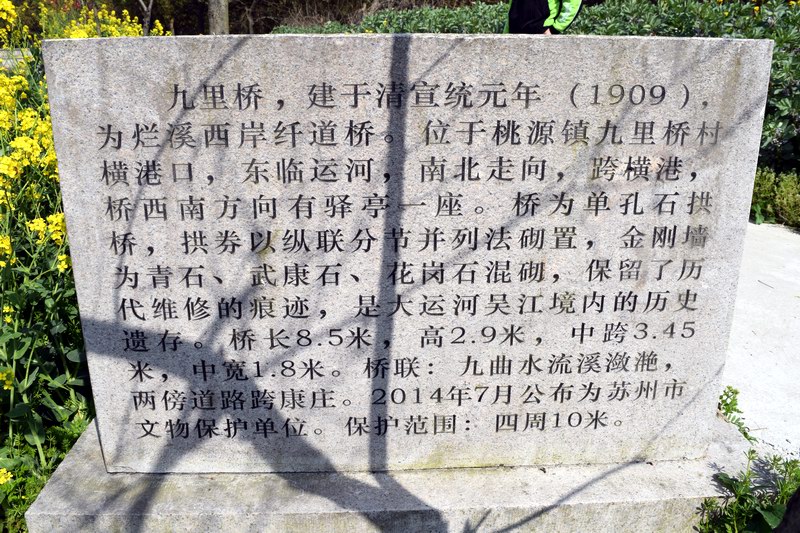 九里桥，建于清宣统元年（1909），
为烂溪西岸纤道桥。位于桃源镇九里桥村
横港口，东临运河，南北走向，跨横港，
桥西南方向有驿亭一座。桥为单孔石拱
桥，拱券以纵联分节并列法砌置，金刚墙
为青石、武康石、花岗石混砌，保留了历
代维修的痕迹，是大运河吴江境内的历史
遗存。桥长8.5米，高2.9米，中跨3.45
米，中宽1.8米。桥联：九曲水流溪潋滟，
两傍道路跨康庄。2014年7月公布为苏州市
文物保护单位。保护范围：四周10米。